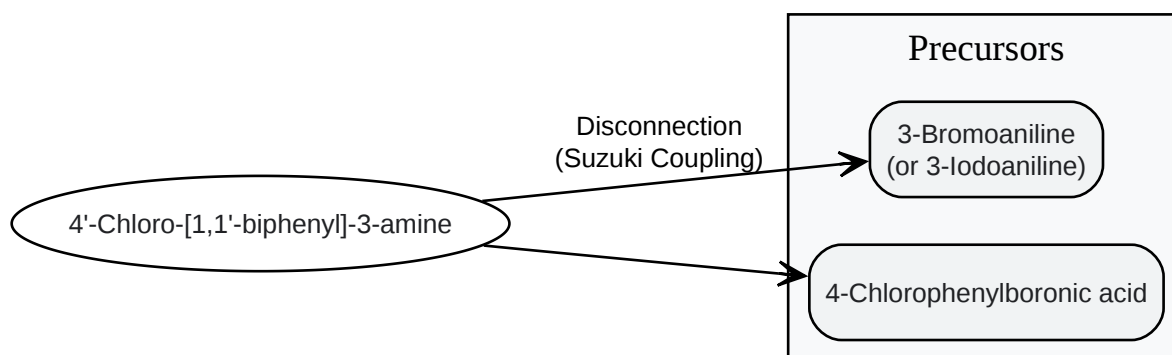 Precursors
Disconnection
(Suzuki Coupling)
3-Bromoaniline
(or 3-Iodoaniline)
4'-Chloro-[1,1'-biphenyl]-3-amine
4-Chlorophenylboronic acid